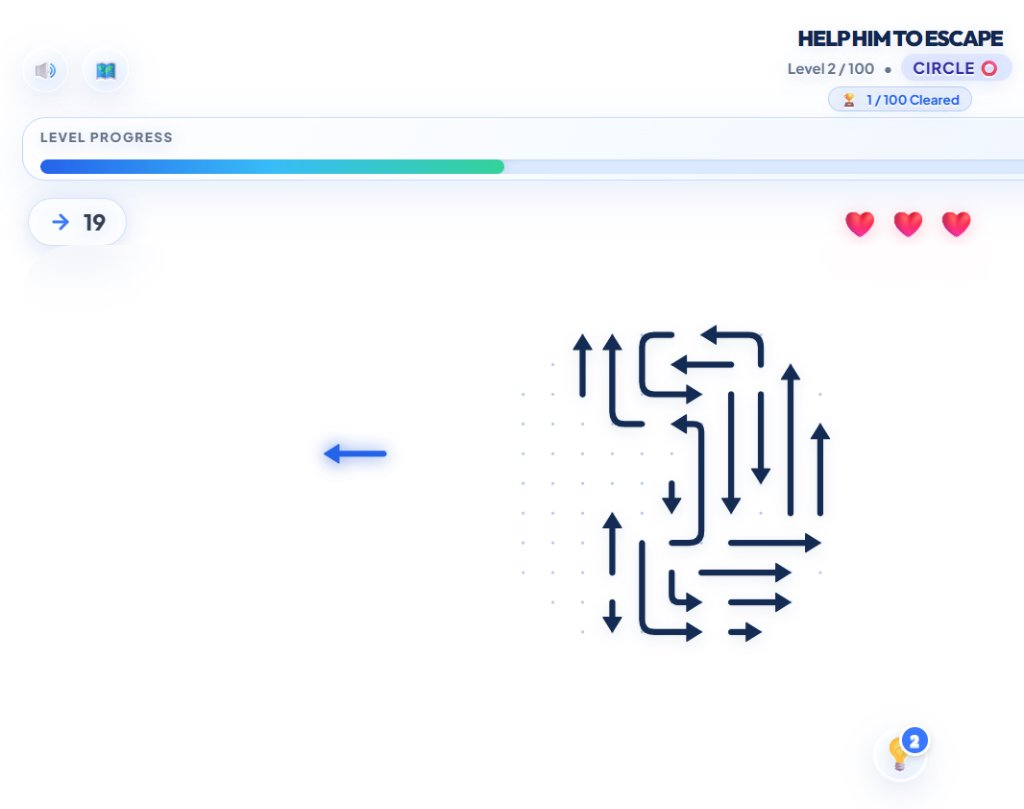 HELP HIM TO ESCAPE
Level 2 / 100 • CIRCLE
1 / 100 Cleared
LEVEL PROGRESS
19
2